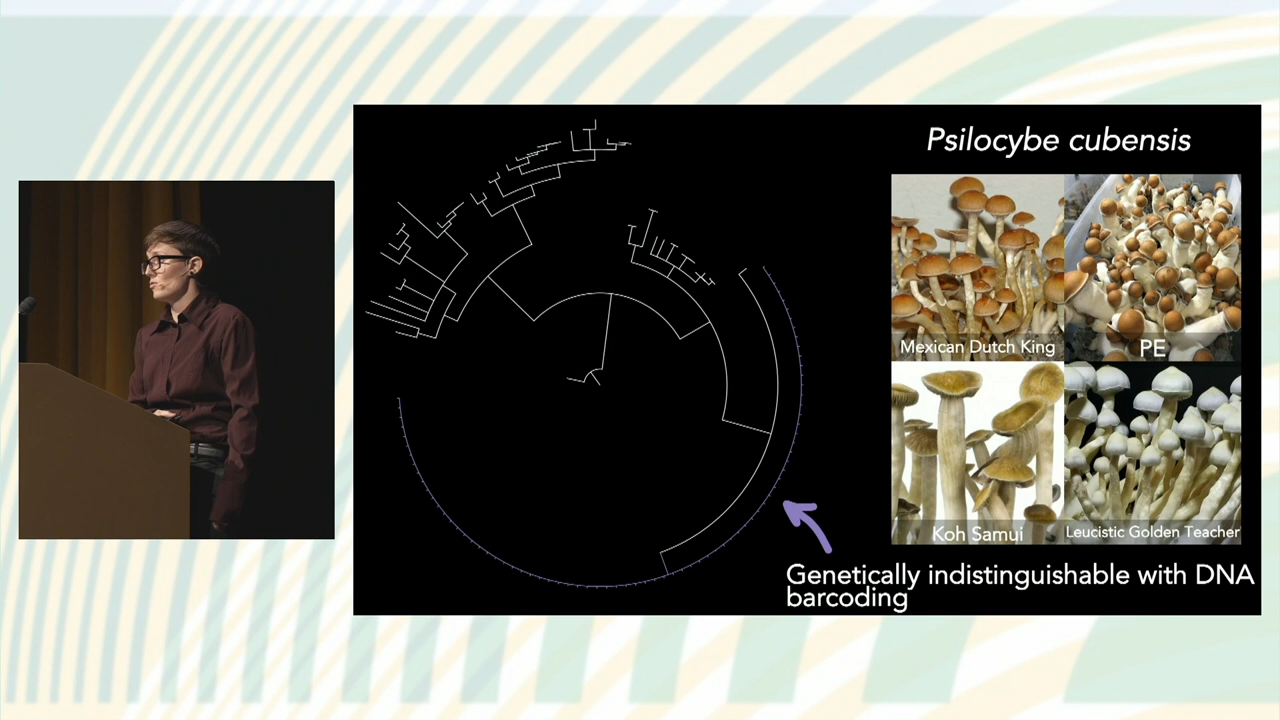 Psilocybe cubensis
Mexican Dutch King
PE
Koh Samui
Leucistic Golden Teacher
Genetically indistinguishable with DNA
barcoding